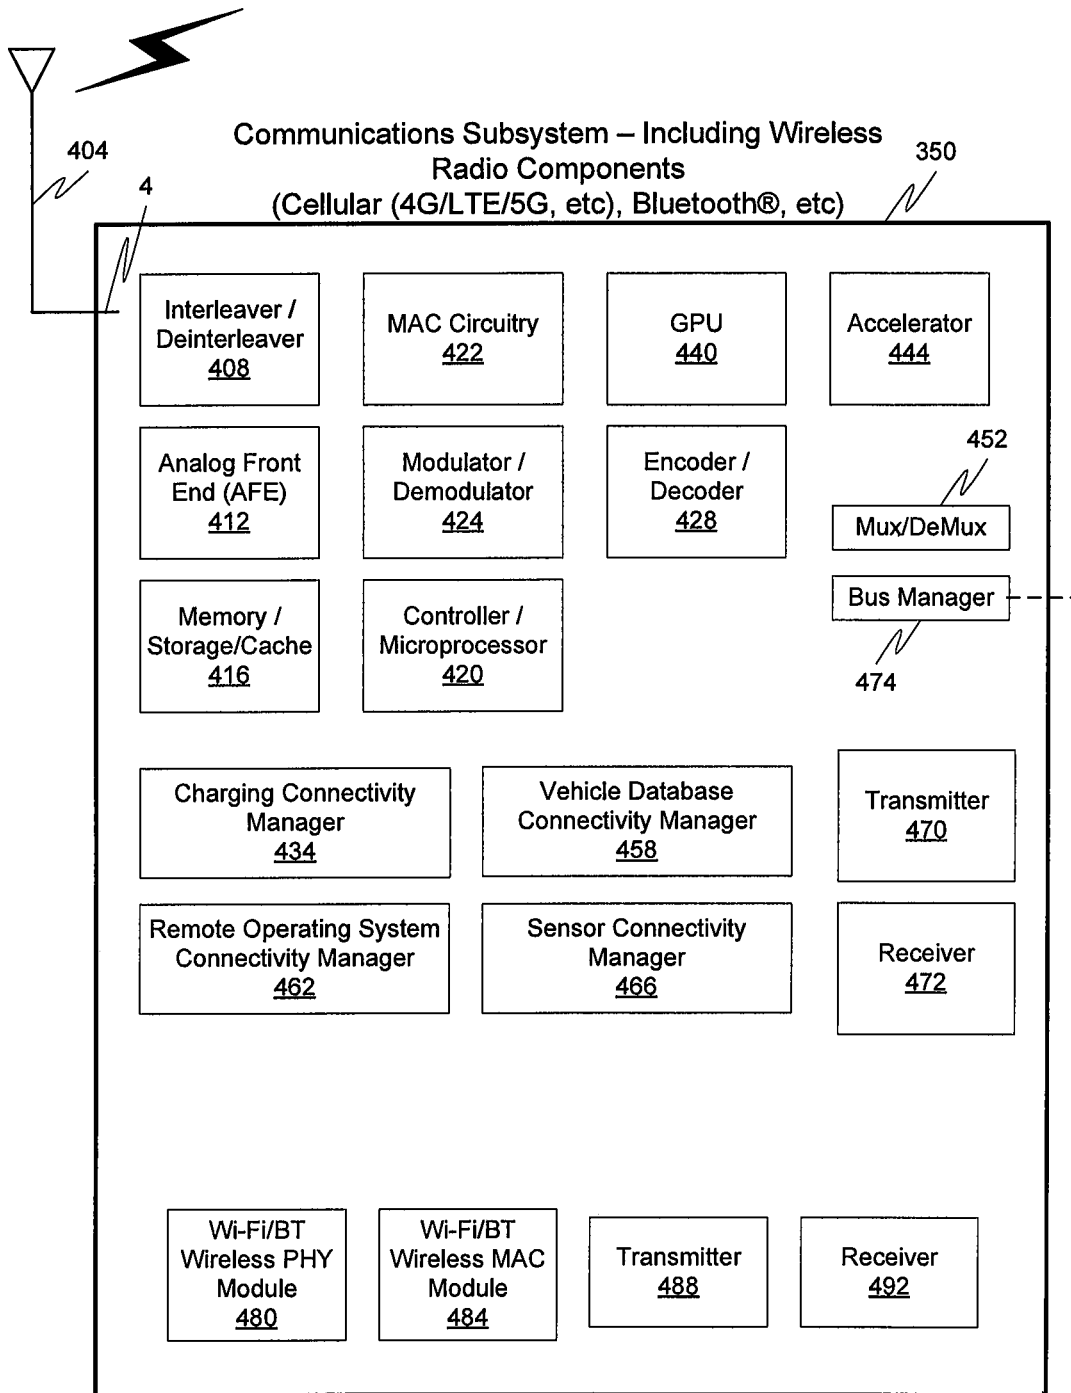 Communications Subsystem – Including Wireless
Radio Components
(Cellular (4G/LTE/5G, etc), Bluetooth®, etc)
404
4
350
Interleaver /
Deinterleaver
408
MAC Circuitry
422
GPU
440
Accelerator
444
Analog Front
End (AFE)
412
Modulator /
Demodulator
424
Encoder /
Decoder
428
452
Mux/DeMux
Memory /
Storage/Cache
416
Controller /
Microprocessor
420
Bus Manager
474
Charging Connectivity
Manager
434
Vehicle Database
Connectivity Manager
458
Transmitter
470
Remote Operating System
Connectivity Manager
462
Sensor Connectivity
Manager
466
Receiver
472
Wi-Fi/BT
Wireless PHY
Module
480
Wi-Fi/BT
Wireless MAC
Module
484
Transmitter
488
Receiver
492